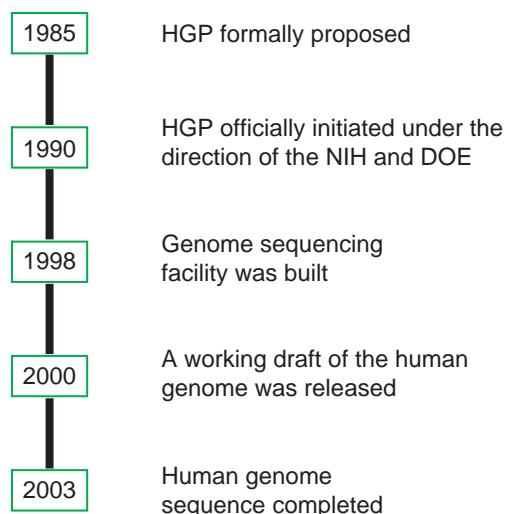 1985
HGP formally proposed
1990
HGP officially initiated under the
direction of the NIH and DOE
1998
Genome sequencing
facility was built
2000
A working draft of the human
genome was released
2003
Human genome
sequence completed